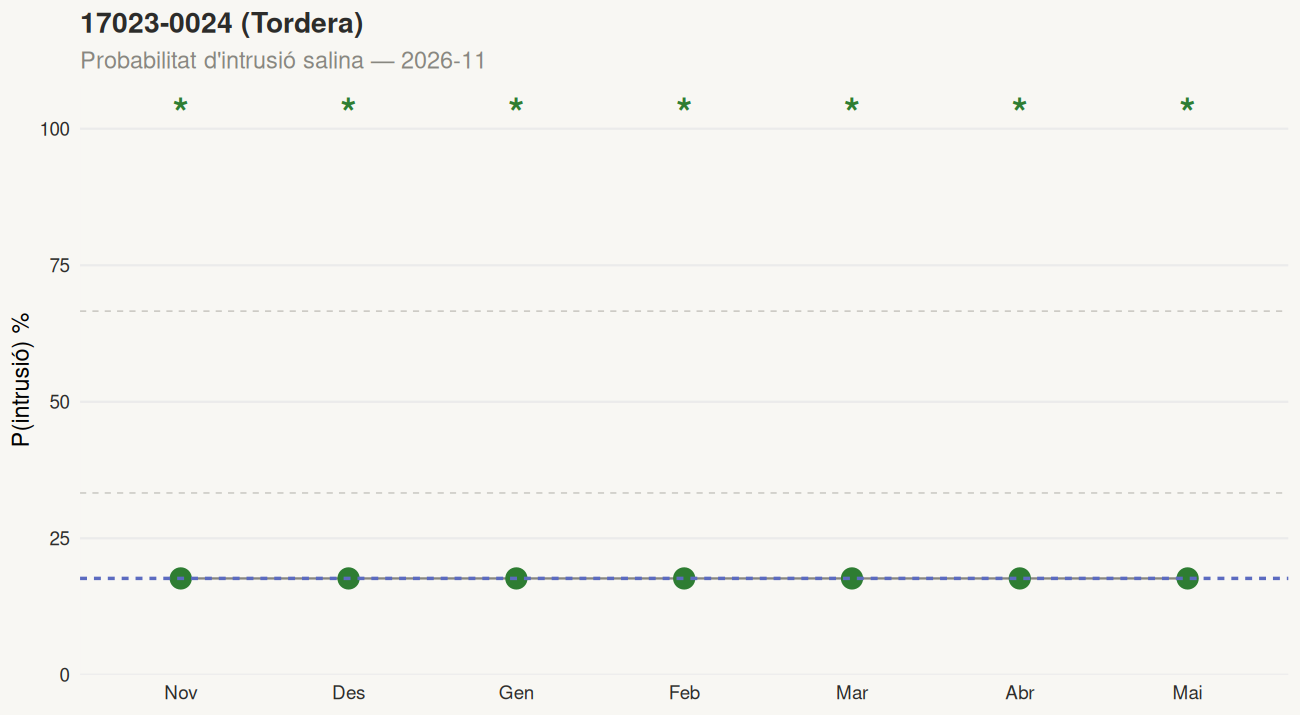 17023-0024 (Tordera)
Probabilitat d'intrusió salina — 2026-11
* * * * * * *
100
75
50
25
0
P(intrusió) %
Nov Des Gen Feb Mar Abr Mai